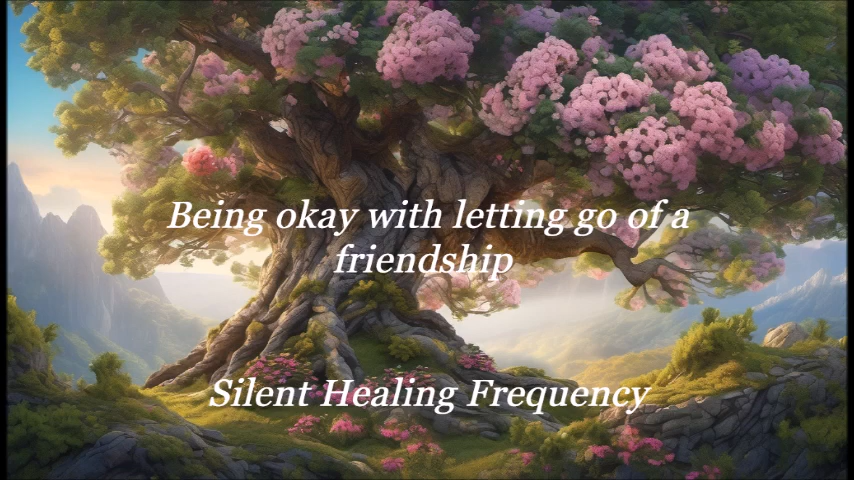 Being okay with letting go of a
friendship
Silent Healing Frequency